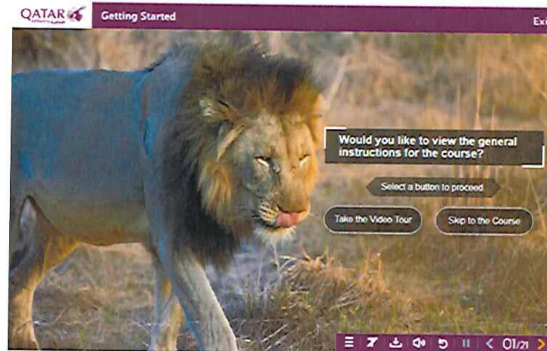 QATAR
Getting Started
Exi
Would you like to view the general
instructions for the course?
Select a button to proceed
Take the Video Tour
Skip to the Course
01/21